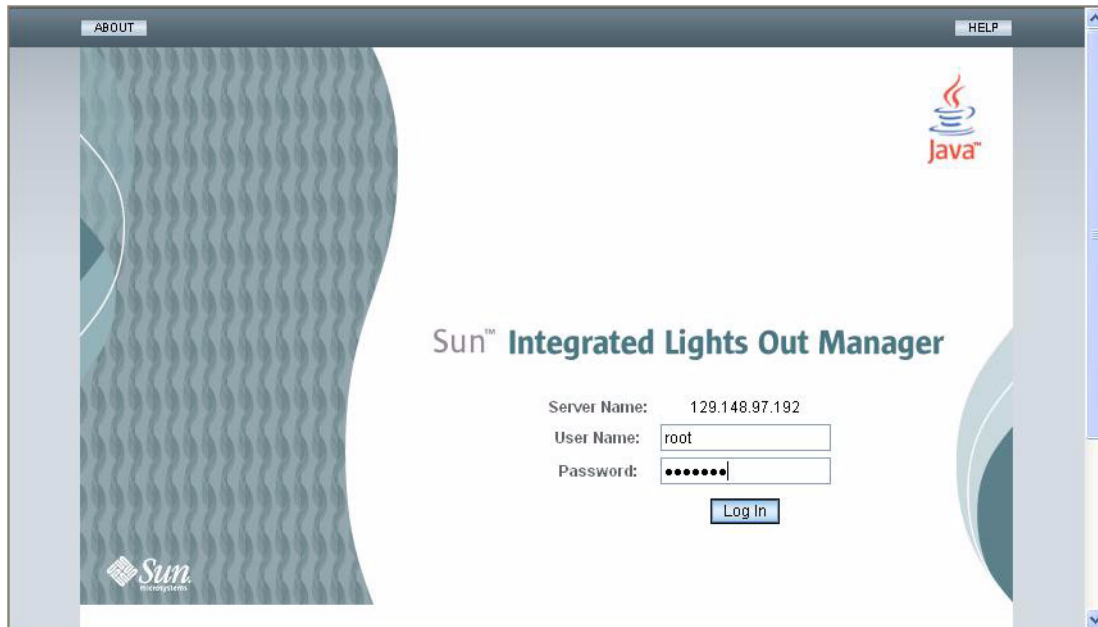 ABOUT
HELP
Java™
Sun™ Integrated Lights Out Manager
Server Name: 129.148.97.192
User Name: root
Password: •••••••
Log In
Sun
microsystems